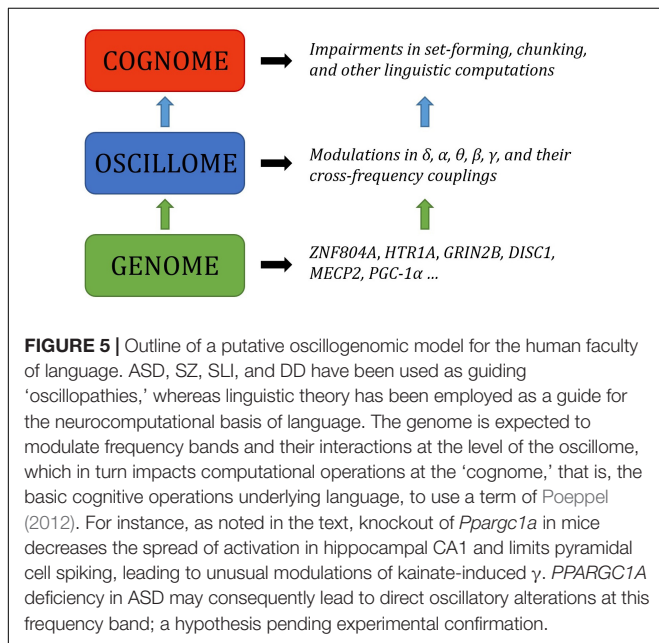 COGNOME
Impairments in set-forming, chunking,
and other linguistic computations
OSCILLOME
Modulations in δ, α, θ, β, γ, and their
cross-frequency couplings
GENOME
ZNF804A, HTR1A, GRIN2B, DISC1,
MECP2, PGC-1α ...
FIGURE 5 | Outline of a putative oscillogenomic model for the human faculty
of language. ASD, SZ, SLI, and DD have been used as guiding
‘oscillopathies,’ whereas linguistic theory has been employed as a guide for
the neurocomputational basis of language. The genome is expected to
modulate frequency bands and their interactions at the level of the oscillome,
which in turn impacts computational operations at the ‘cognome,’ that is, the
basic cognitive operations underlying language, to use a term of Poeppel
(2012). For instance, as noted in the text, knockout of Ppargc1a in mice
decreases the spread of activation in hippocampal CA1 and limits pyramidal
cell spiking, leading to unusual modulations of kainate-induced γ. PPARGC1A
deficiency in ASD may consequently lead to direct oscillatory alterations at this
frequency band; a hypothesis pending experimental confirmation.